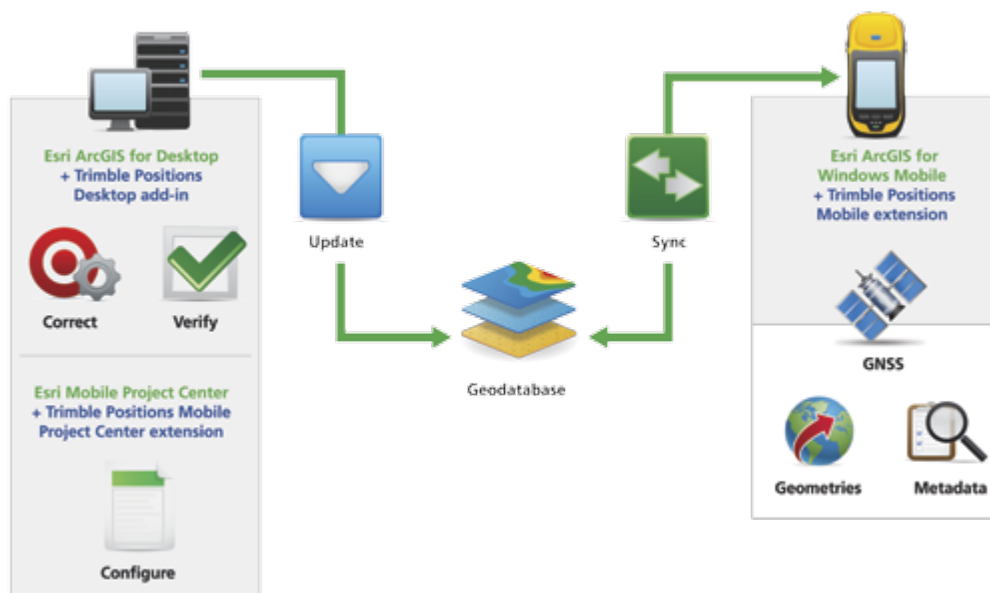 Esri ArcGIS for Desktop
+ Trimble Positions
Desktop add-in
Correct
Verify
Esri Mobile Project Center
+ Trimble Positions Mobile
Project Center extension
Configure
Update
Geodatabase
Sync
Esri ArcGIS for
Windows Mobile
+ Trimble Positions
Mobile extension
GNSS
Geometries
Metadata